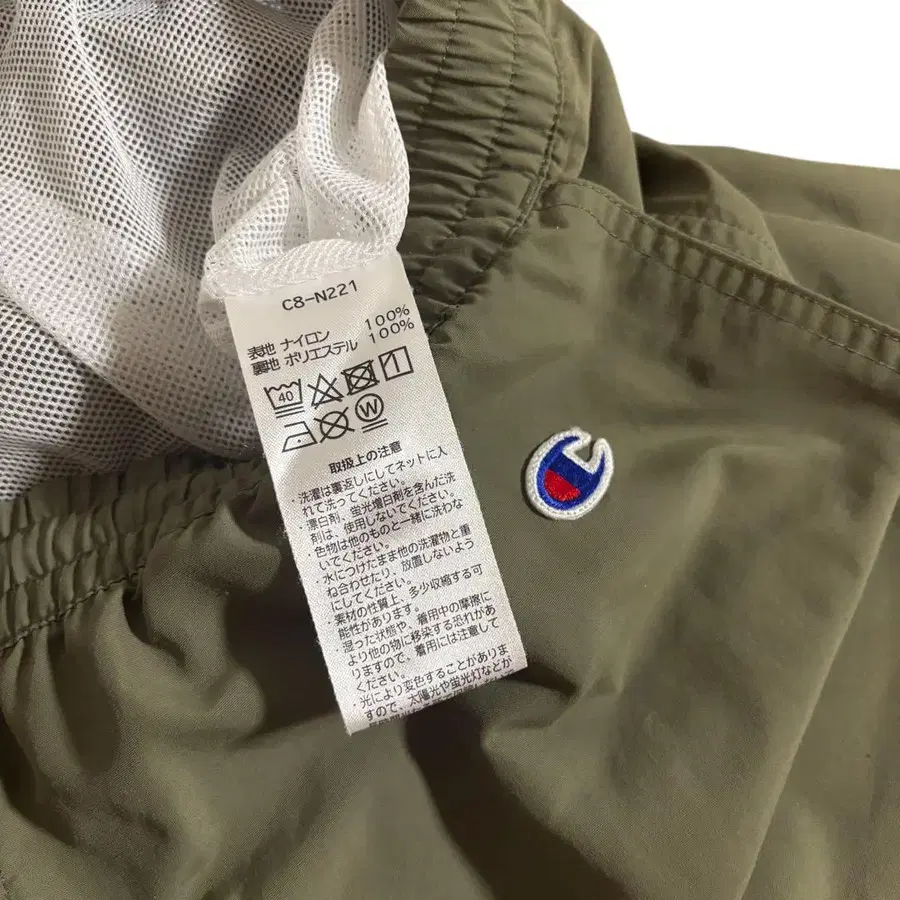 C8-N221
表地 ナイロン 100%
裏地 ポリエステル 100%
40
W
取扱上の注意
・洗濯は裏返しにしてネットに入
れて洗ってください。
・漂白剤、蛍光増白剤を含んだ洗
剤は、使用しないでください。
・色物は他のものと一緒に洗わな
いでください。
・水につけたまま他の洗濯物と重
ね合わせたり、放置しないよう
にしてください。
・素材の性質上、多少収縮する可
能性があります。
・湿った状態や、着用中の摩擦に
より他の物に移染する恐れがあ
りますので、着用には注意して
ください。
・光により変色することがありま
すので、太陽光や蛍光灯などが